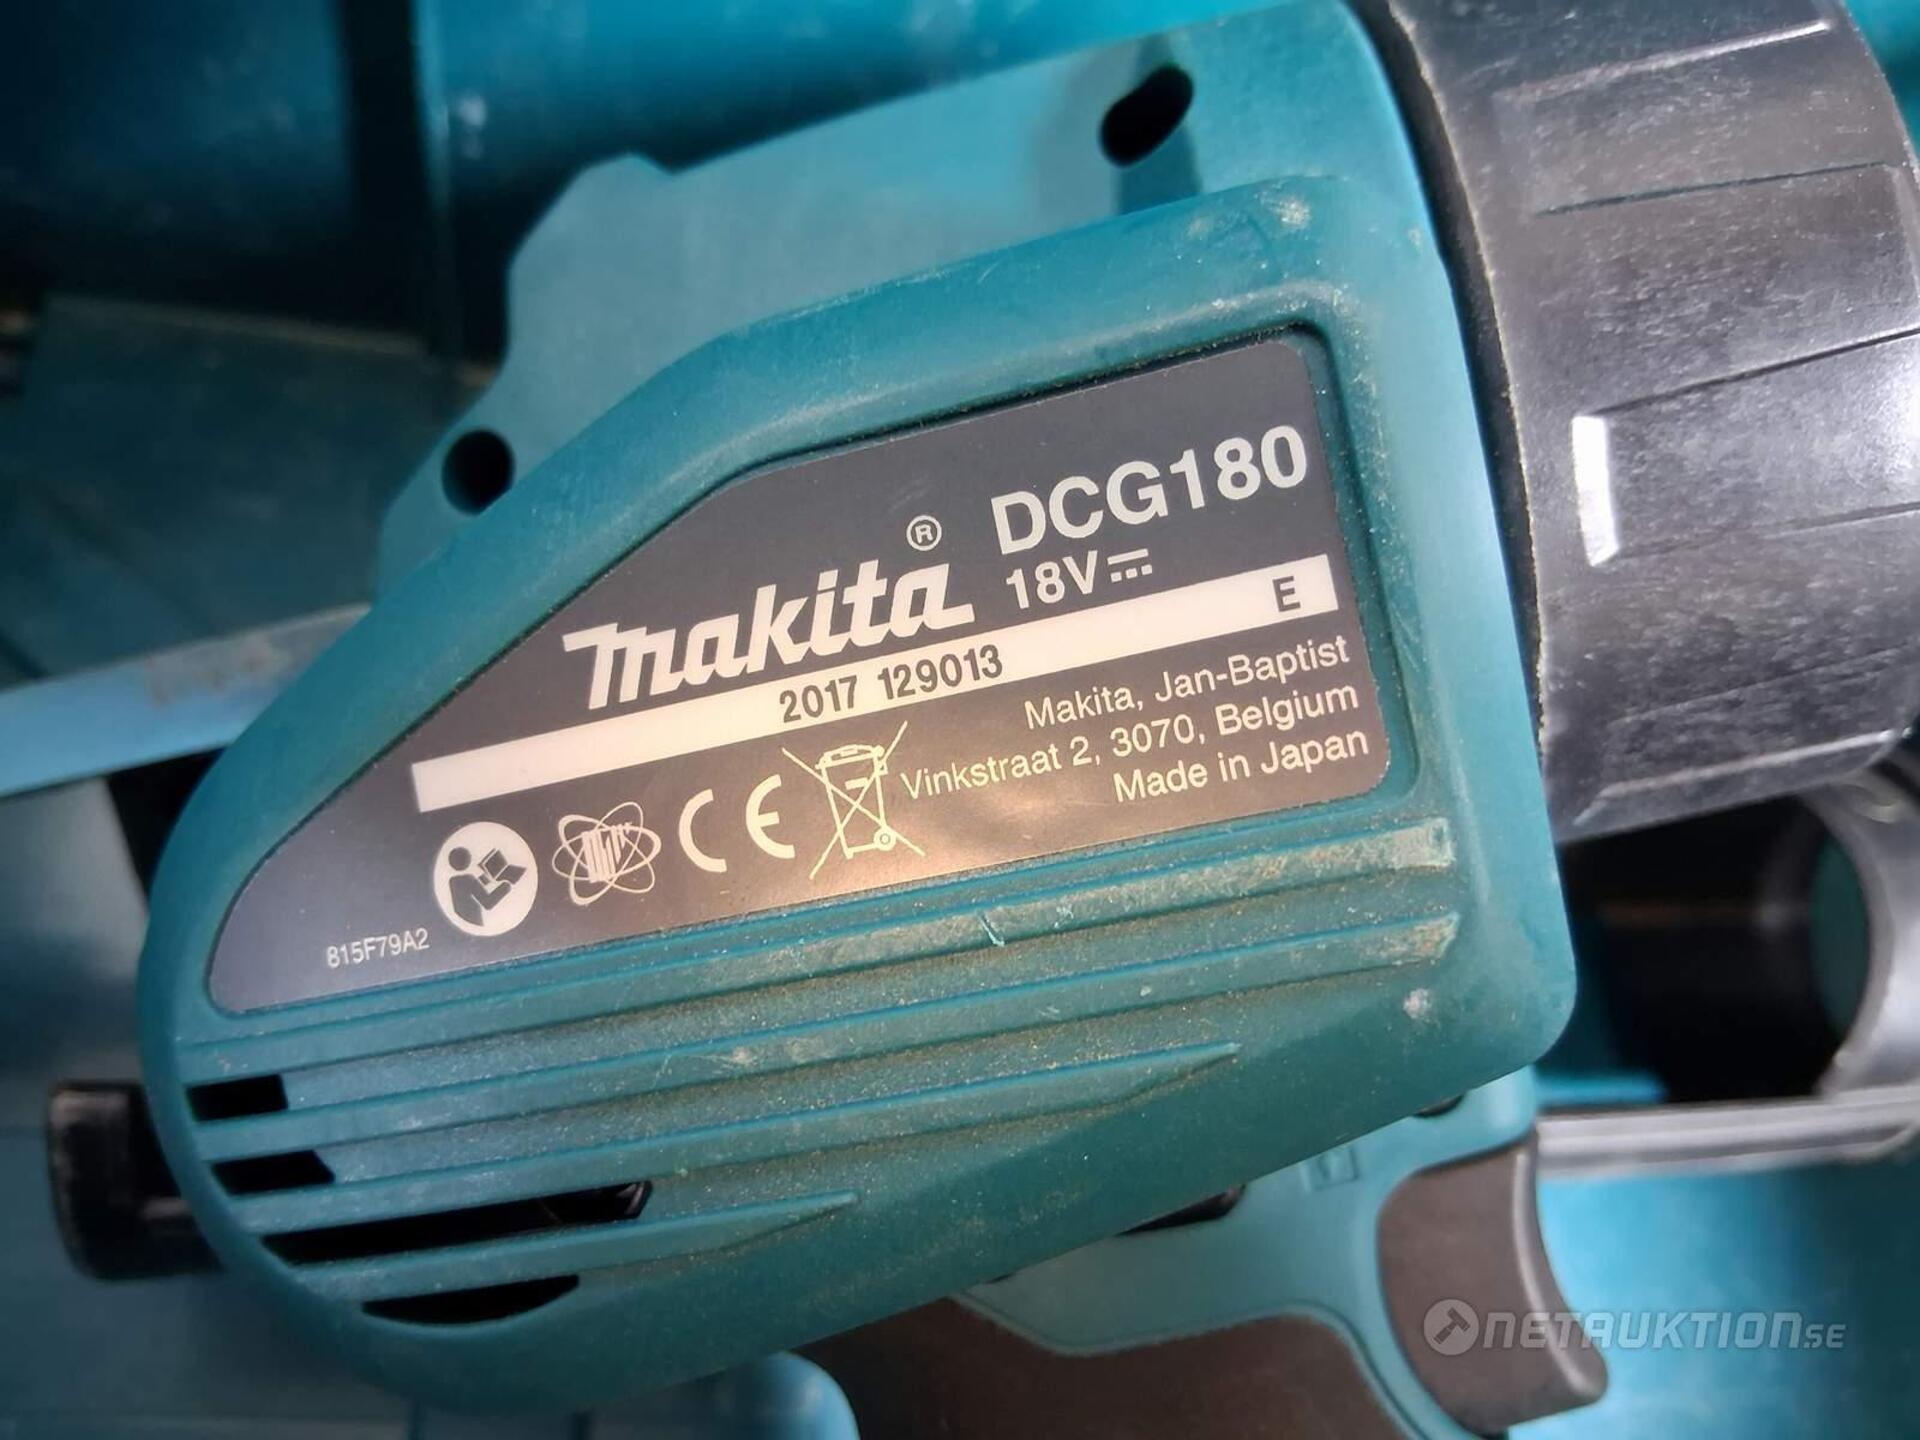 makita® DCG180
18V
2017 129013 E
Makita, Jan-Baptist
Vinkstraat 2, 3070, Belgium
Made in Japan
CE
815F79A2
NETAUKTION.SE